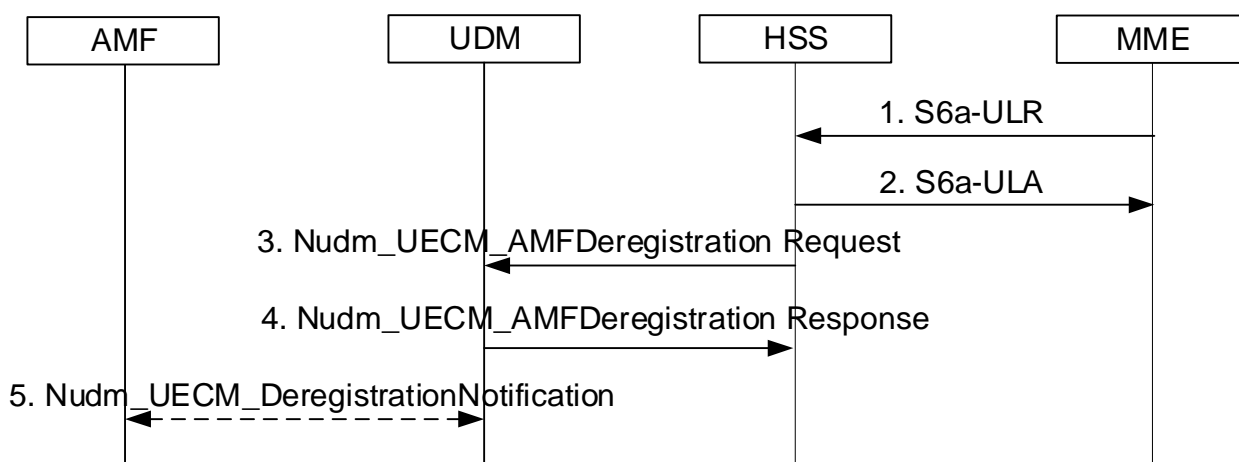 AMF
UDM
HSS
MME
1. S6a-ULR
2. S6a-ULA
3. Nudm_UECM_AMFDeregistration Request
4. Nudm_UECM_AMFDeregistration Response
5. Nudm_UECM_DeregistrationNotification